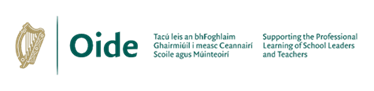 Oide
Tacú leis an bhFoghlaim
Ghairmiúil i measc Ceannairí
Scoile agus Múinteoirí
Supporting the Professional
Learning of School Leaders
and Teachers